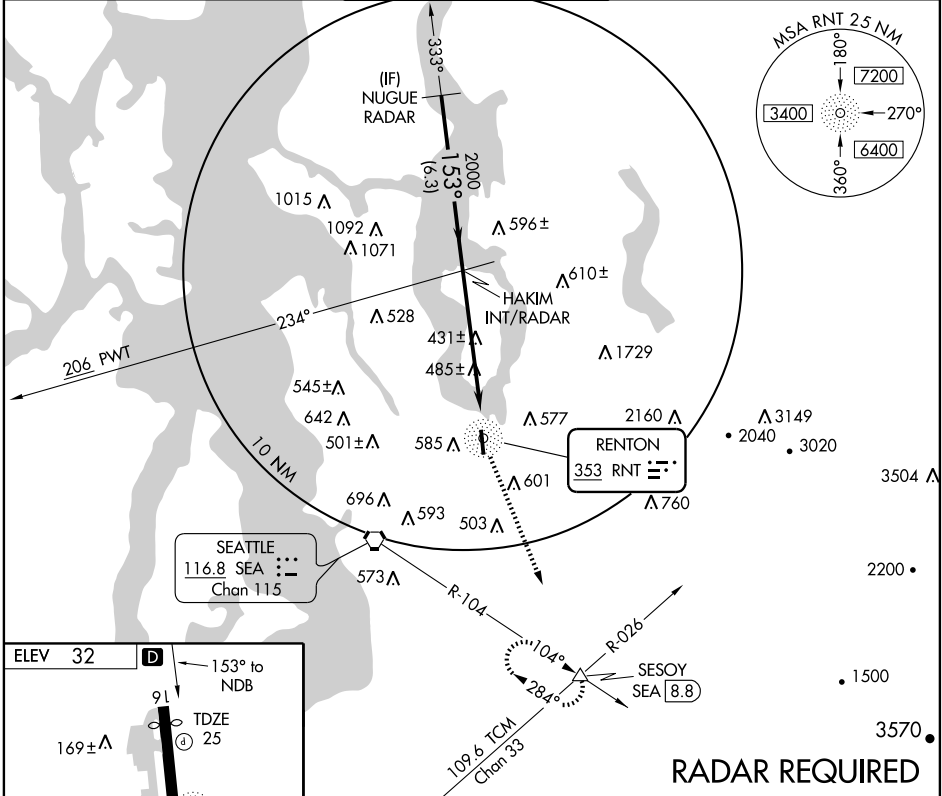 MSA RNT 25 NM
180°
7200
3400
270°
6400
360°
333°
(IF)
NUGUE
RADAR
2000
153°
(6.3)
1015
1092
1071
596±
610±
HAKIM
INT/RADAR
234°
206 PWT
528
431±
1729
485±
545±
642
501±
585
577
2160
3149
2040
3020
RENTON
353 RNT
10 NM
3504
601
760
696
593
503
SEATTLE
116.8 SEA
Chan 115
573
2200
R-104
R-026
104°
284°
SESOY
SEA 8.8
1500
109.6 TCM
Chan 33
3570
RADAR REQUIRED
ELEV 32
D
153° to
NDB
16
TDZE
25
P
169±